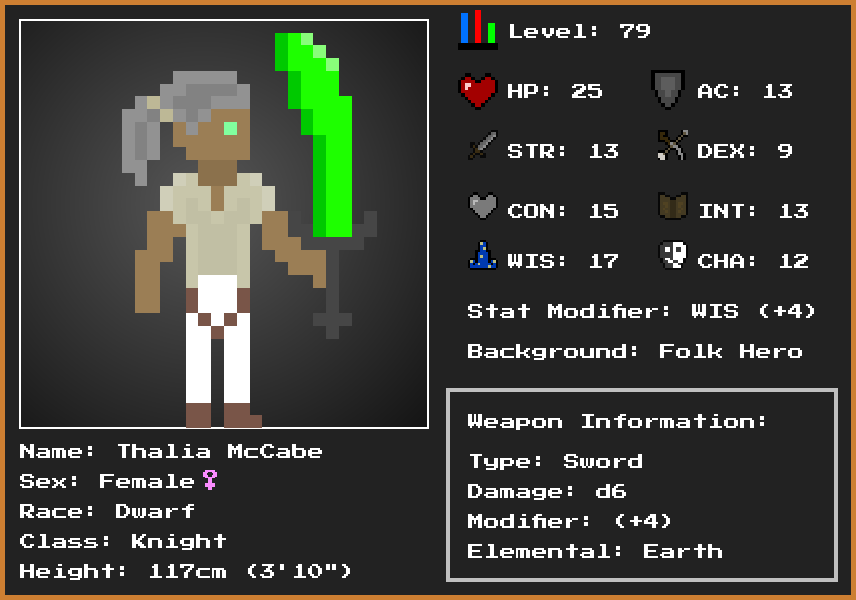 Level: 79
HP: 25
AC: 13
STR: 13
DEX: 9
CON: 15
INT: 13
WIS: 17
CHA: 12
Stat Modifier: WIS (+4)
Background: Folk Hero
Weapon Information:
Type: Sword
Damage: d6
Modifier: (+4)
Elemental: Earth
Name: Thalia McCabe
Sex: Female♀
Race: Dwarf
Class: Knight
Height: 117cm (3'10")